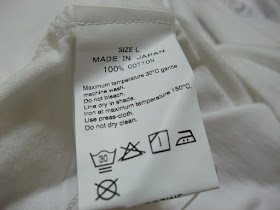 SIZE L
MADE IN JAPAN
100% COTTON
Maximum temperature 30°C gentle
machine wash.
Do not bleach.
Line dry in shade.
Iron at maximum temperature 150°C,
Use press-cloth.
Do not dry clean.
30